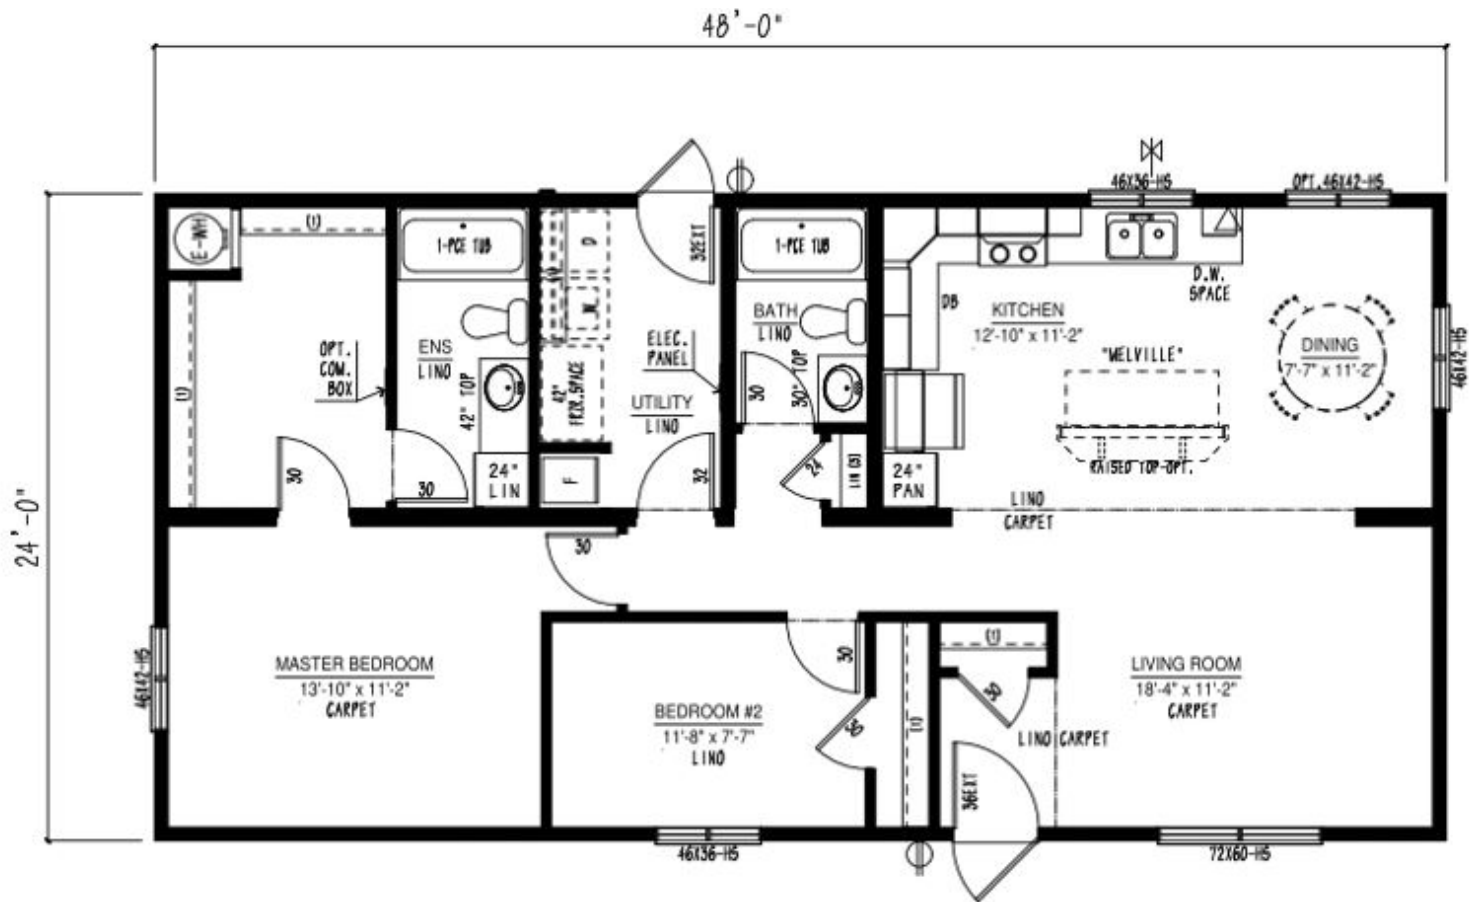 48'-0"
46X36-HS
OPT. 46X42-HS
E-WH
(1)
1-PCE TUB
D
32EXT
1-PCE TUB
D.W.
SPACE
W
(1)
OPT.
COM.
BOX
ENS
LINO
42" TOP
ELEC.
PANEL
42"
FRZR.SPACE
UTILITY
LINO
BATH
LINO
30
30" TOP
DB
KITCHEN
12'-10" x 11'-2"
"MELVILLE"
RAISED TOP-OPT.
DINING
7'-7" x 11'-2"
46X42-HS
30
30
24"
LIN
F
32
24
LIN (5)
24"
PAN
LINO
CARPET
24'-0"
30
46X42-HS
MASTER BEDROOM
13'-10" x 11'-2"
CARPET
30
BEDROOM #2
11'-8" x 7'-7"
LINO
30
(1)
(1)
30
LINO CARPET
36EXT
LIVING ROOM
18'-4" x 11'-2"
CARPET
46X36-HS
72X60-HS